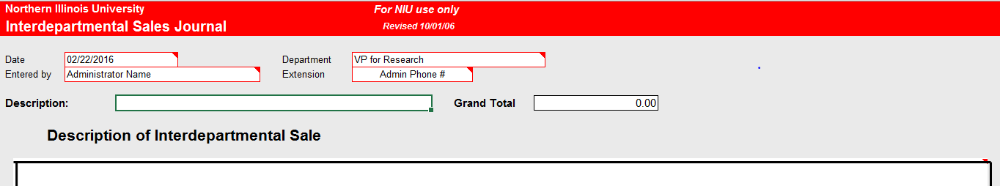 Northern Illinois University For NIU use only
Interdepartmental Sales Journal Revised 10/01/06
Date 02/22/2016 Department VP for Research
Entered by Administrator Name Extension Admin Phone #
Description: Grand Total 0.00
Description of Interdepartmental Sale